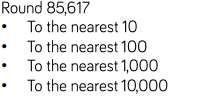 Round 85,617
• To the nearest 10
• To the nearest 100
• To the nearest 1,000
• To the nearest 10,000